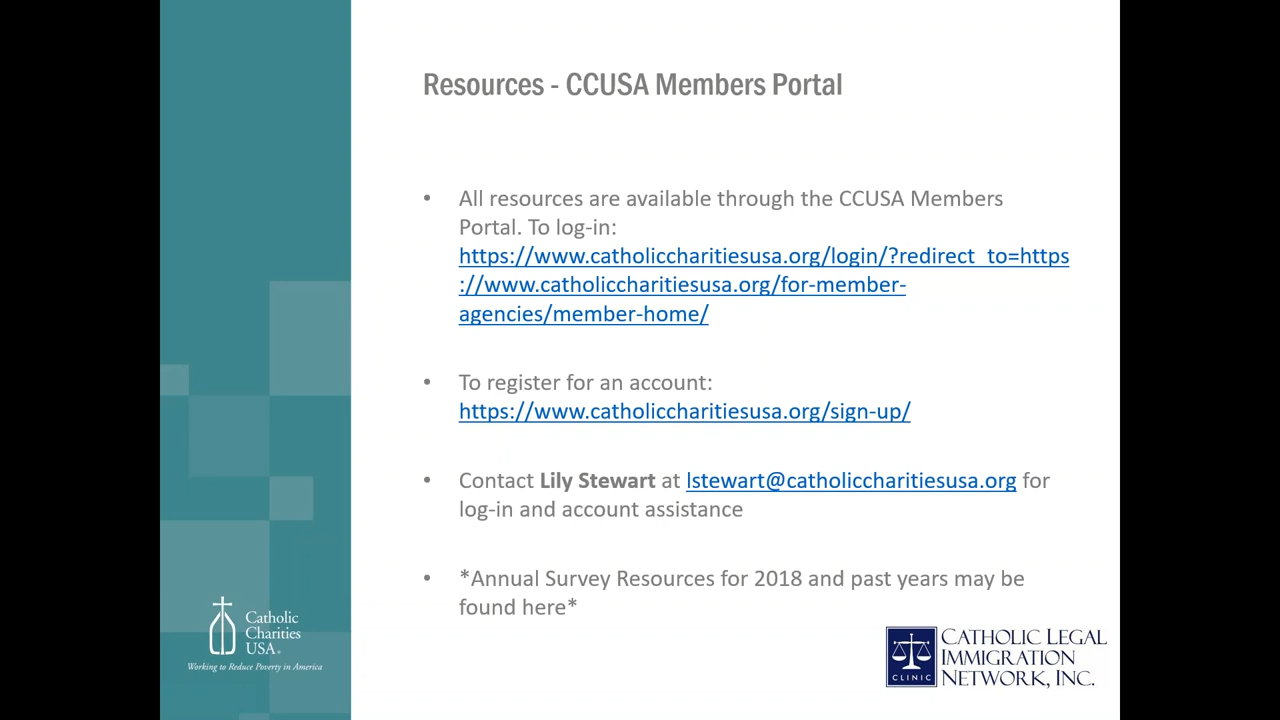 Resources - CCUSA Members Portal
• All resources are available through the CCUSA Members
Portal. To log-in:
https://www.catholiccharitiesusa.org/login/?redirect_to=https
://www.catholiccharitiesusa.org/for-member-
agencies/member-home/
• To register for an account:
https://www.catholiccharitiesusa.org/sign-up/
• Contact Lily Stewart at lstewart@catholiccharitiesusa.org for
log-in and account assistance
• *Annual Survey Resources for 2018 and past years may be
found here*
Catholic
Charities
USA®
Working to Reduce Poverty in America
CLINIC
CATHOLIC LEGAL
IMMIGRATION
NETWORK, INC.